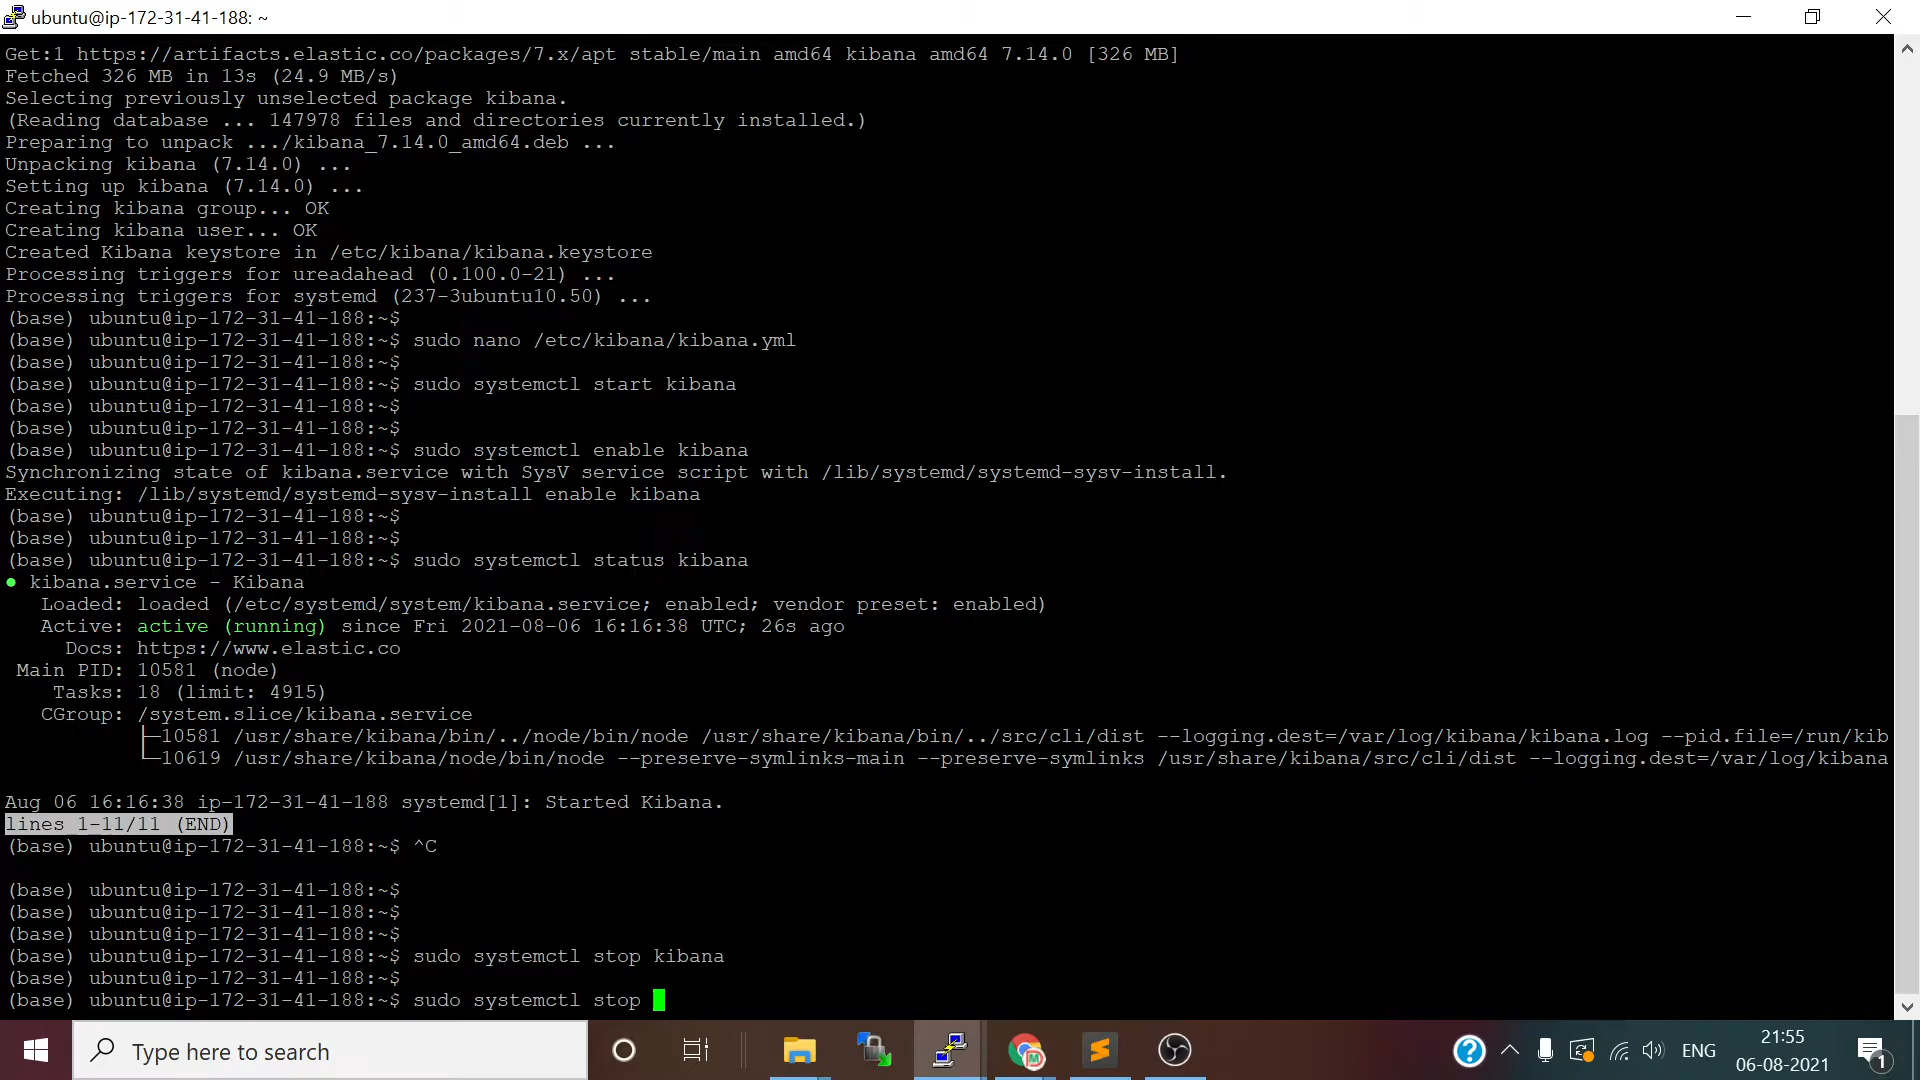 ubuntu@ip-172-31-41-188: ~
Get:1 https://artifacts.elastic.co/packages/7.x/apt stable/main amd64 kibana amd64 7.14.0 [326 MB]
Fetched 326 MB in 13s (24.9 MB/s)
Selecting previously unselected package kibana.
(Reading database ... 147978 files and directories currently installed.)
Preparing to unpack .../kibana_7.14.0_amd64.deb ...
Unpacking kibana (7.14.0) ...
Setting up kibana (7.14.0) ...
Creating kibana group... OK
Creating kibana user... OK
Created Kibana keystore in /etc/kibana/kibana.keystore
Processing triggers for ureadahead (0.100.0-21) ...
Processing triggers for systemd (237-3ubuntu10.50) ...
(base) ubuntu@ip-172-31-41-188:~$
(base) ubuntu@ip-172-31-41-188:~$ sudo nano /etc/kibana/kibana.yml
(base) ubuntu@ip-172-31-41-188:~$
(base) ubuntu@ip-172-31-41-188:~$ sudo systemctl start kibana
(base) ubuntu@ip-172-31-41-188:~$
(base) ubuntu@ip-172-31-41-188:~$
(base) ubuntu@ip-172-31-41-188:~$ sudo systemctl enable kibana
Synchronizing state of kibana.service with SysV service script with /lib/systemd/systemd-sysv-install.
Executing: /lib/systemd/systemd-sysv-install enable kibana
(base) ubuntu@ip-172-31-41-188:~$
(base) ubuntu@ip-172-31-41-188:~$
(base) ubuntu@ip-172-31-41-188:~$ sudo systemctl status kibana
● kibana.service - Kibana
Loaded: loaded (/etc/systemd/system/kibana.service; enabled; vendor preset: enabled)
Active: active (running) since Fri 2021-08-06 16:16:38 UTC; 26s ago
Docs: https://www.elastic.co
Main PID: 10581 (node)
Tasks: 18 (limit: 4915)
CGroup: /system.slice/kibana.service
├─10581 /usr/share/kibana/bin/../node/bin/node /usr/share/kibana/bin/../src/cli/dist --logging.dest=/var/log/kibana/kibana.log --pid.file=/run/kib
└─10619 /usr/share/kibana/node/bin/node --preserve-symlinks-main --preserve-symlinks /usr/share/kibana/src/cli/dist --logging.dest=/var/log/kibana
Aug 06 16:16:38 ip-172-31-41-188 systemd[1]: Started Kibana.
lines 1-11/11 (END)
(base) ubuntu@ip-172-31-41-188:~$ ^C
(base) ubuntu@ip-172-31-41-188:~$
(base) ubuntu@ip-172-31-41-188:~$
(base) ubuntu@ip-172-31-41-188:~$
(base) ubuntu@ip-172-31-41-188:~$ sudo systemctl stop kibana
(base) ubuntu@ip-172-31-41-188:~$
(base) ubuntu@ip-172-31-41-188:~$ sudo systemctl stop
Type here to search
M
?
ENG
21:55
06-08-2021
1